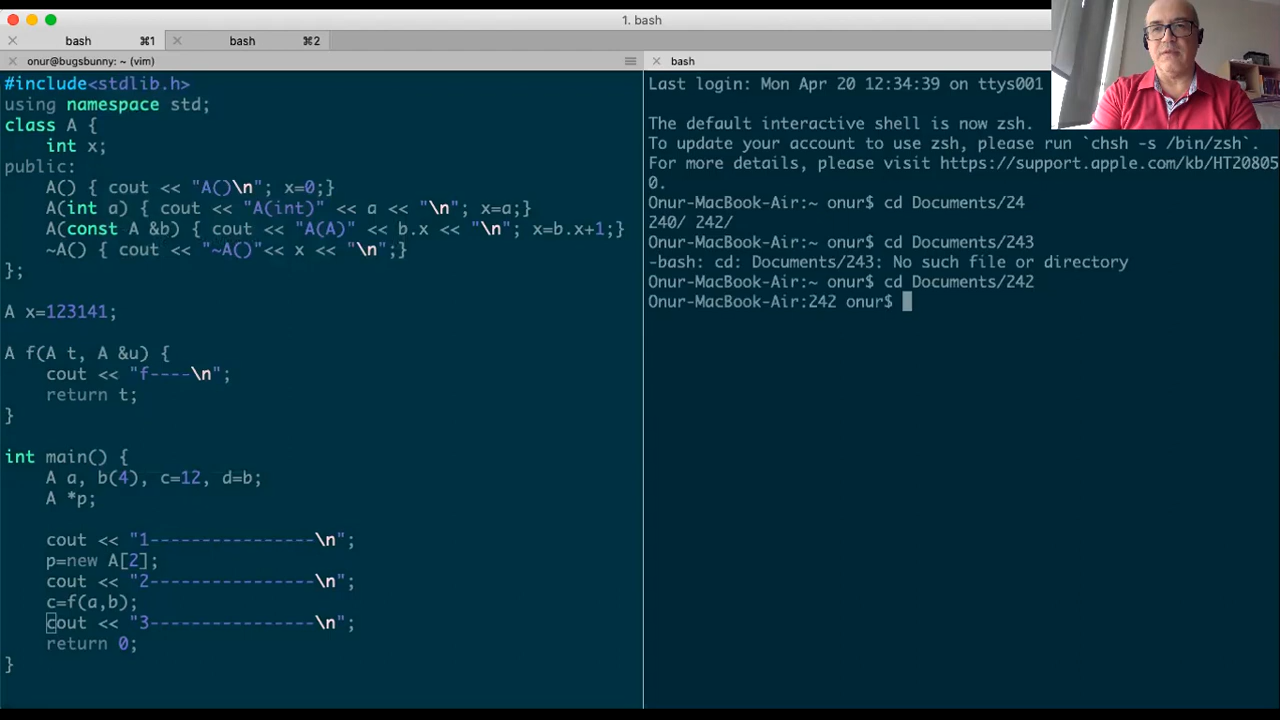 1. bash
bash ⌘1 bash ⌘2
onur@bugsbunny: ~ (vim)
#include<stdlib.h>
using namespace std;
class A {
int x;
public:
A() { cout << "A()\n"; x=0;}
A(int a) { cout << "A(int)" << a << "\n"; x=a;}
A(const A &b) { cout << "A(A)" << b.x << "\n"; x=b.x+1;}
~A() { cout << "~A()"<< x << "\n";}
};
A x=123141;
A f(A t, A &u) {
cout << "f----\n";
return t;
}
int main() {
A a, b(4), c=12, d=b;
A *p;
cout << "1----------------\n";
p=new A[2];
cout << "2----------------\n";
c=f(a,b);
cout << "3----------------\n";
return 0;
}
bash
Last login: Mon Apr 20 12:34:39 on ttys001
The default interactive shell is now zsh.
To update your account to use zsh, please run `chsh -s /bin/zsh`.
For more details, please visit https://support.apple.com/kb/HT20805
0.
Onur-MacBook-Air:~ onur$ cd Documents/24
240/ 242/
Onur-MacBook-Air:~ onur$ cd Documents/243
-bash: cd: Documents/243: No such file or directory
Onur-MacBook-Air:~ onur$ cd Documents/242
Onur-MacBook-Air:242 onur$